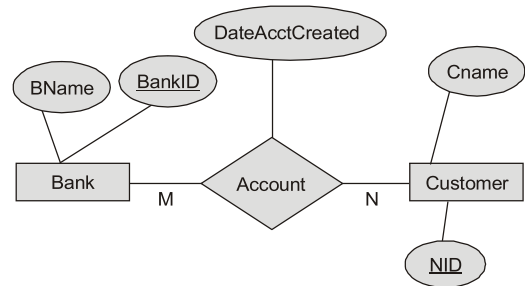 DateAcctCreated
BName
BankID
Cname
Bank
M
Account
N
Customer
NID